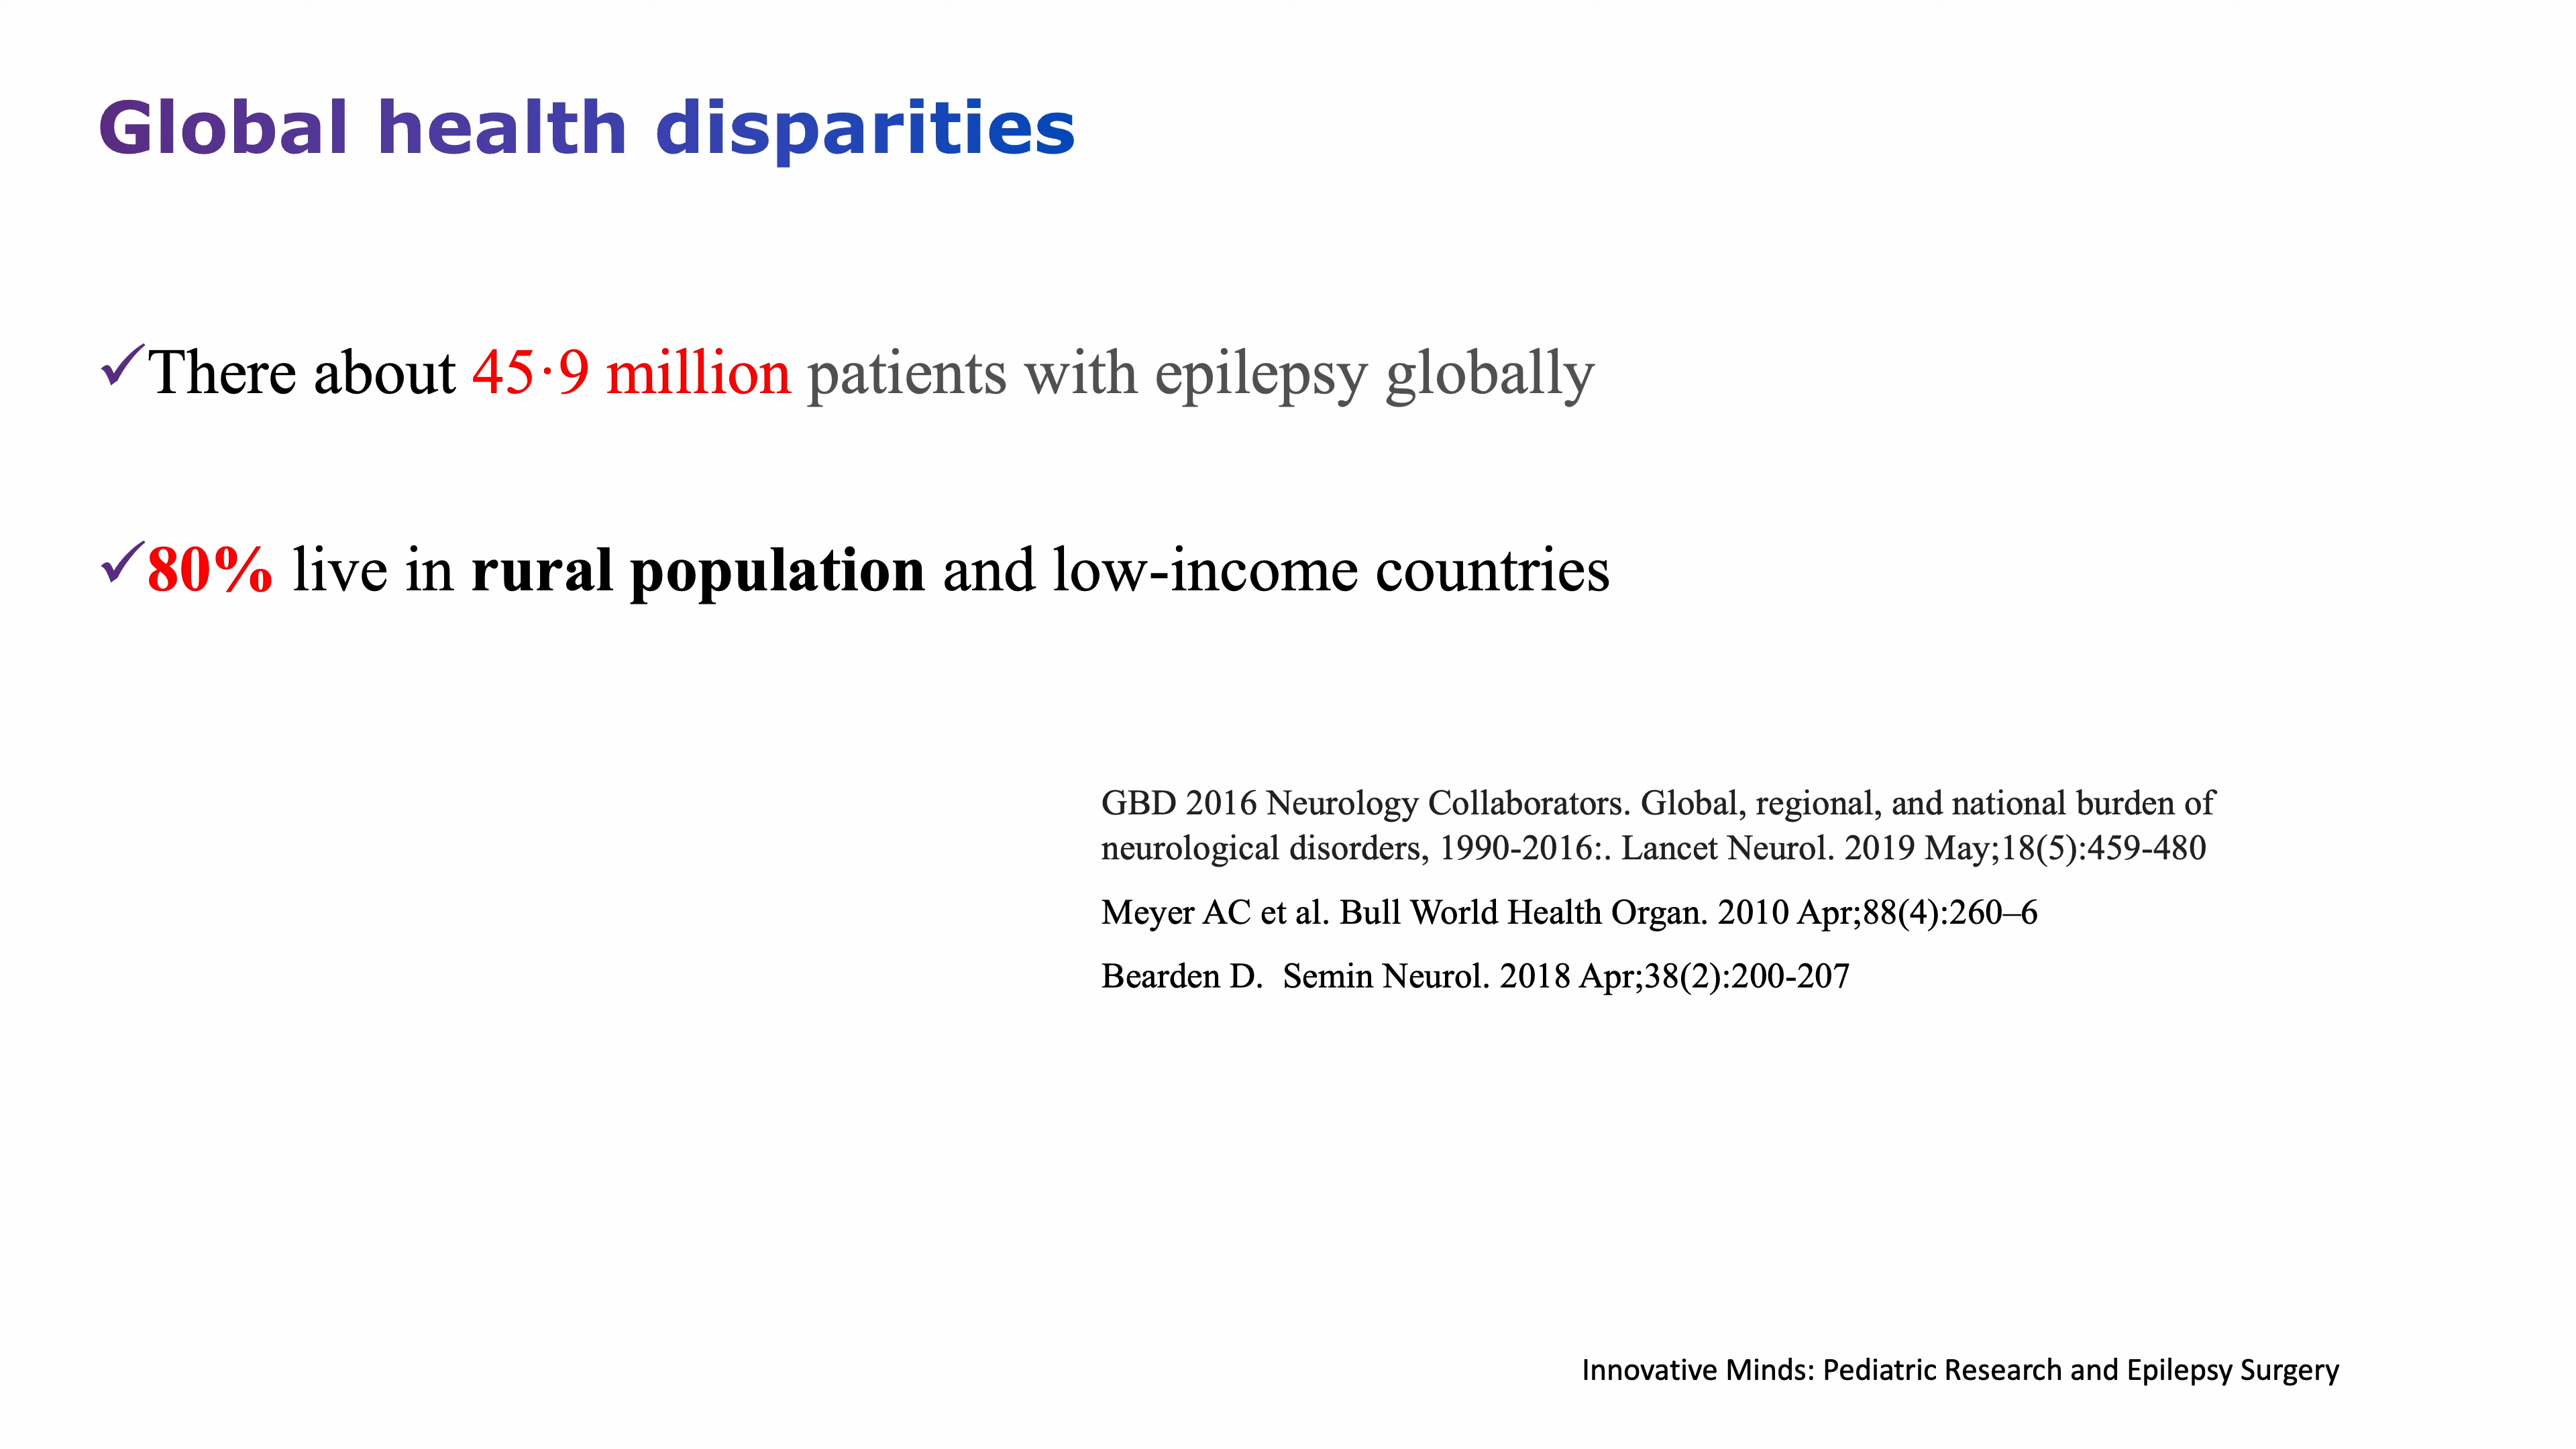 Global health disparities
✓There about 45·9 million patients with epilepsy globally
✓80% live in rural population and low-income countries
GBD 2016 Neurology Collaborators. Global, regional, and national burden of
neurological disorders, 1990-2016:. Lancet Neurol. 2019 May;18(5):459-480
Meyer AC et al. Bull World Health Organ. 2010 Apr;88(4):260–6
Bearden D.  Semin Neurol. 2018 Apr;38(2):200-207
Innovative Minds: Pediatric Research and Epilepsy Surgery